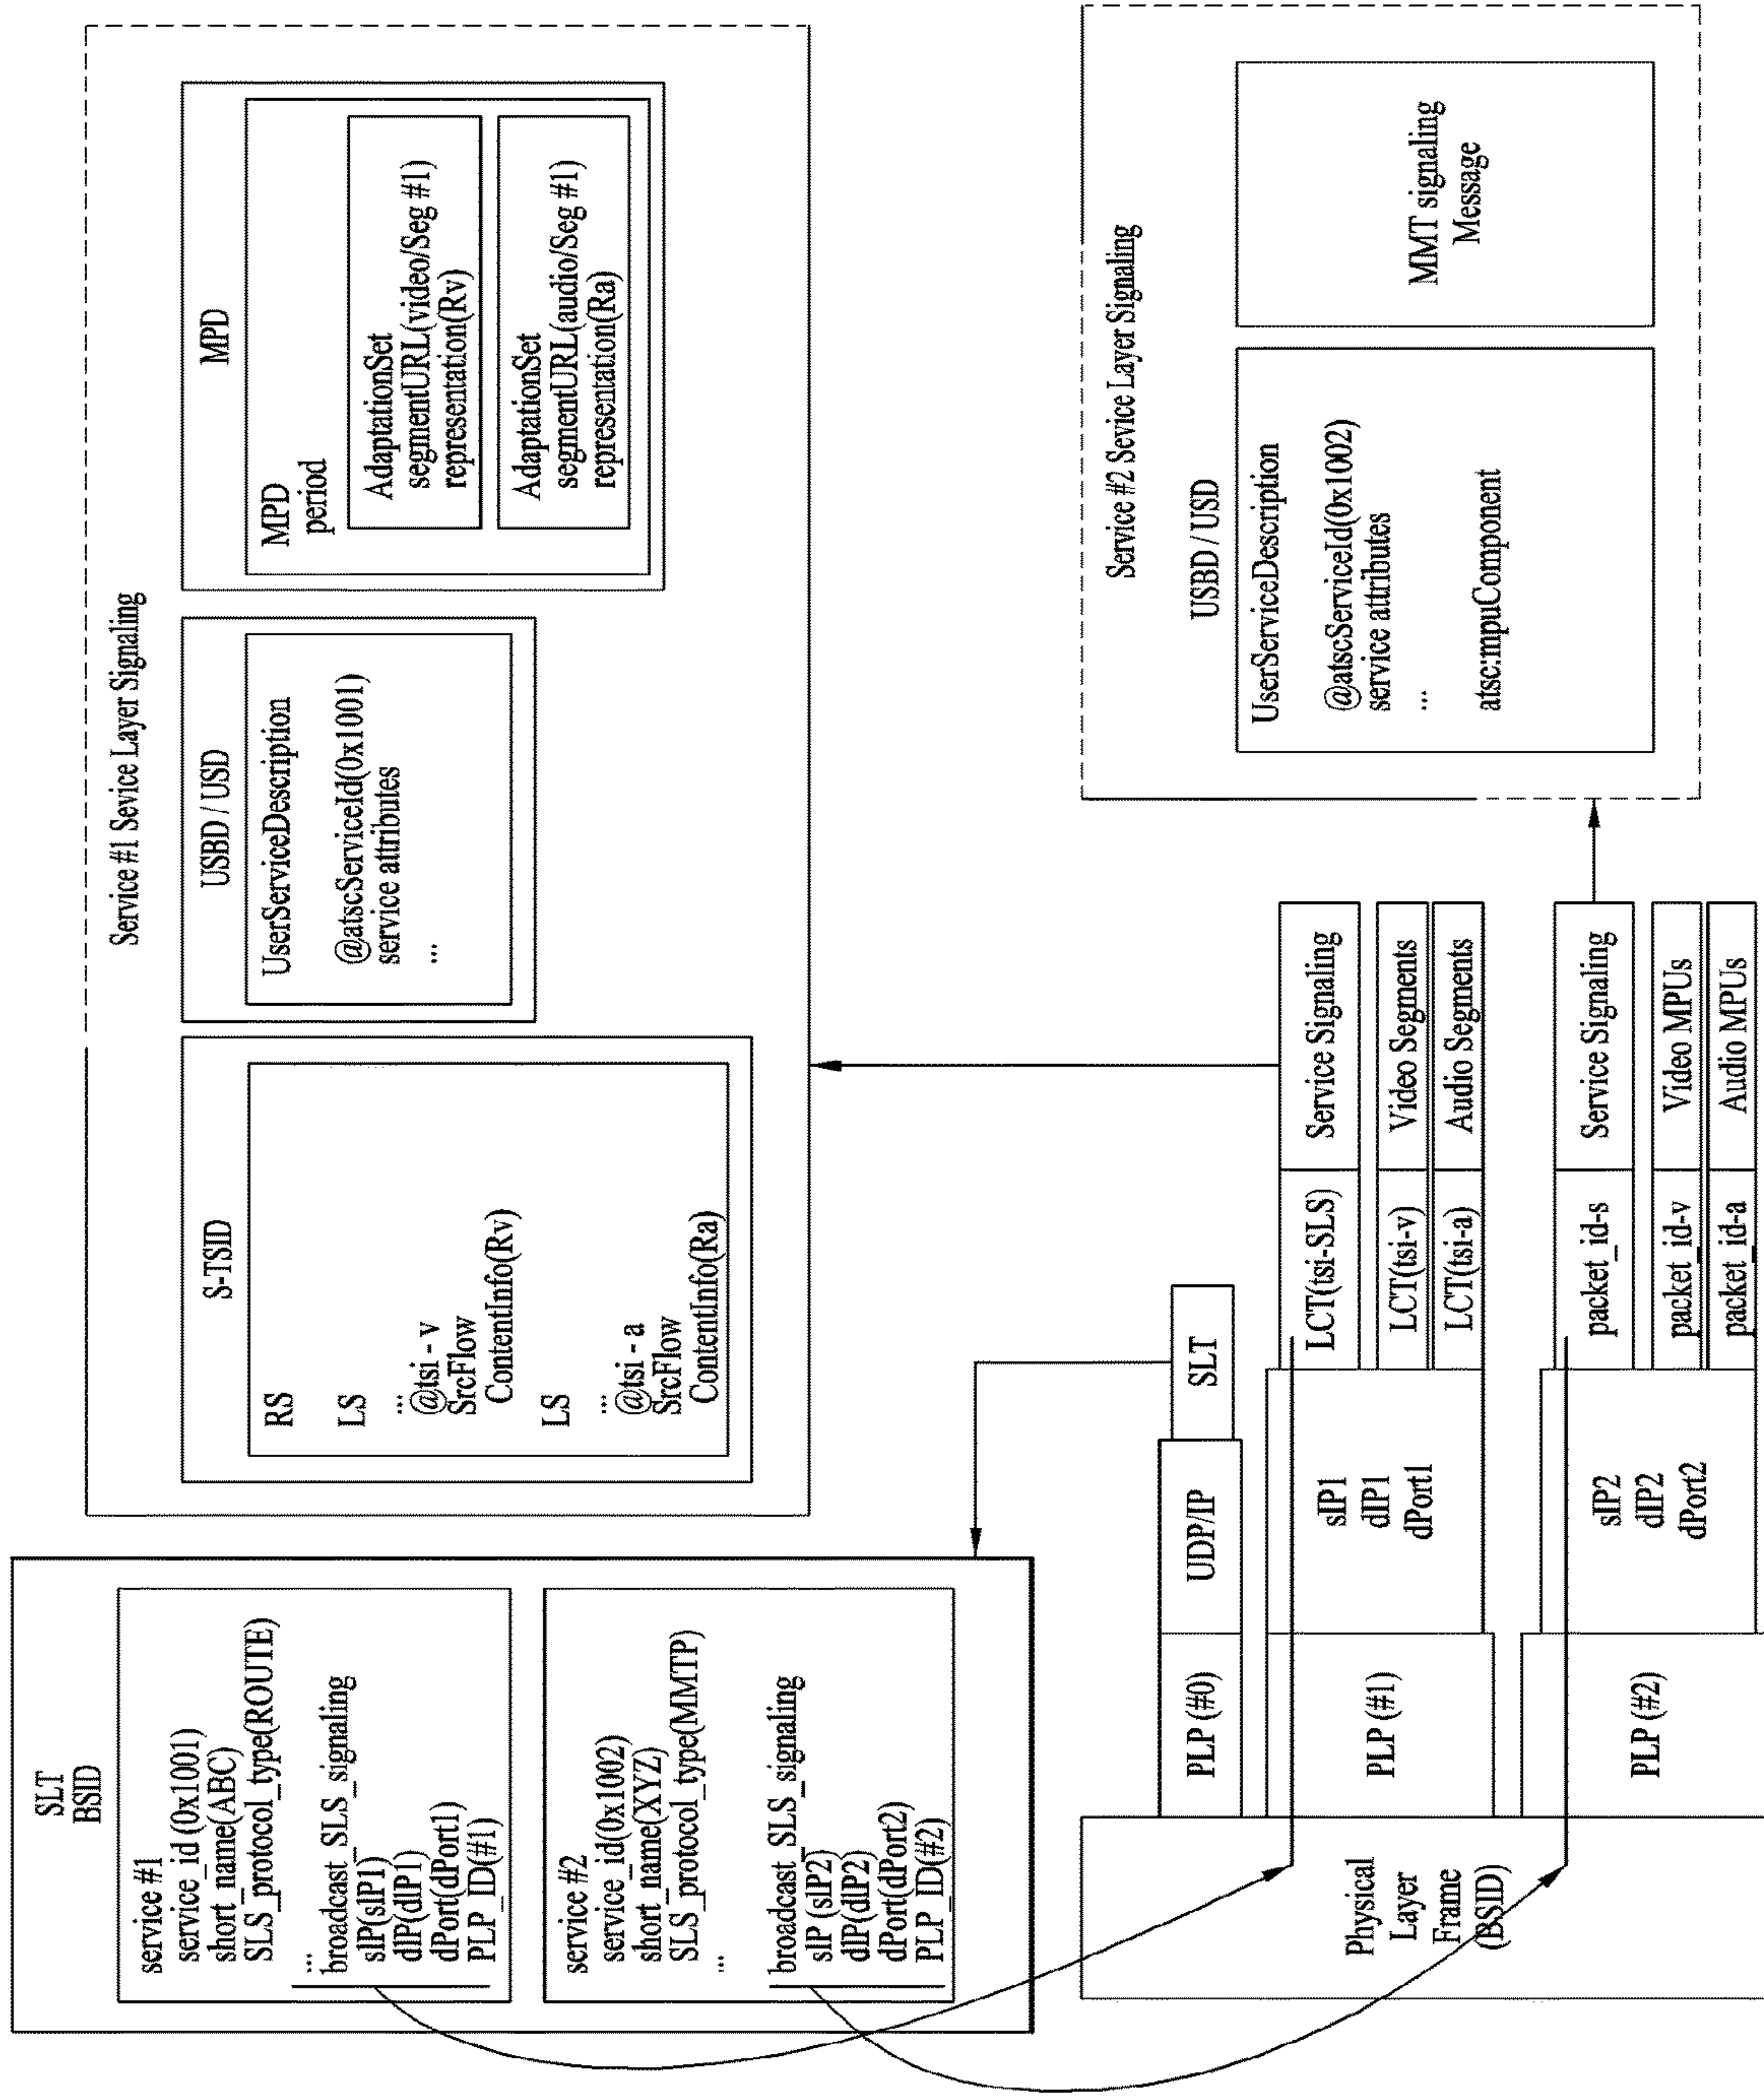 SLT
BSID
service #1
service_id (0x1001)
short_name(ABC)
SLS_protocol_type(ROUTE)
...
broadcast_SLS_signaling
sIP(sIP1)
dIP(dIP1)
dPort(dPort1)
PLP_ID(#1)
service #2
service_id(0x1002)
short_name(XYZ)
SLS_protocol_type(MMTP)
...
broadcast_SLS_signaling
sIP (sIP2)
dIP(dIP2)
dPort(dPort2)
PLP_ID(#2)
Service #1 Sevice Layer Signaling
S-TSID
RS
LS
...
@tsi - v
SrcFlow
ContentInfo(Rv)
LS
...
@tsi - a
SrcFlow
ContentInfo(Ra)
USBD / USD
UserServiceDescription
@atscServiceId(0x1001)
service attributes
...
MPD
MPD
period
AdaptationSet
segmentURL(video/Seg #1)
representation(Rv)
AdaptationSet
segmentURL(audio/Seg #1)
representation(Ra)
Physical
Layer
Frame
(BSID)
PLP (#0)
UDP/IP
SLT
PLP (#1)
sIP1
dIP1
dPort1
LCT(tsi-SLS)
Service Signaling
LCT(tsi-v)
Video Segments
LCT(tsi-a)
Audio Segments
PLP (#2)
sIP2
dIP2
dPort2
packet_id-s
Service Signaling
packet_id-v
Video MPUs
packet_id-a
Audio MPUs
Service #2 Sevice Layer Signaling
USBD / USD
UserServiceDescription
@atscServiceId(0x1002)
service attributes
...
atsc:mpuComponent
MMT signaling
Message